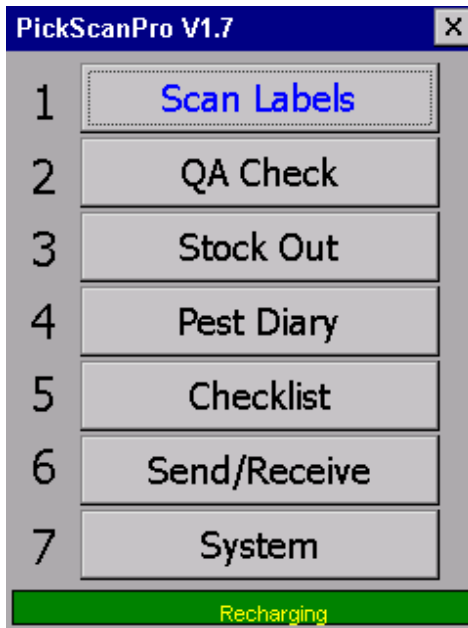 PickScanPro V1.7
1 Scan Labels
2 QA Check
3 Stock Out
4 Pest Diary
5 Checklist
6 Send/Receive
7 System
Recharging